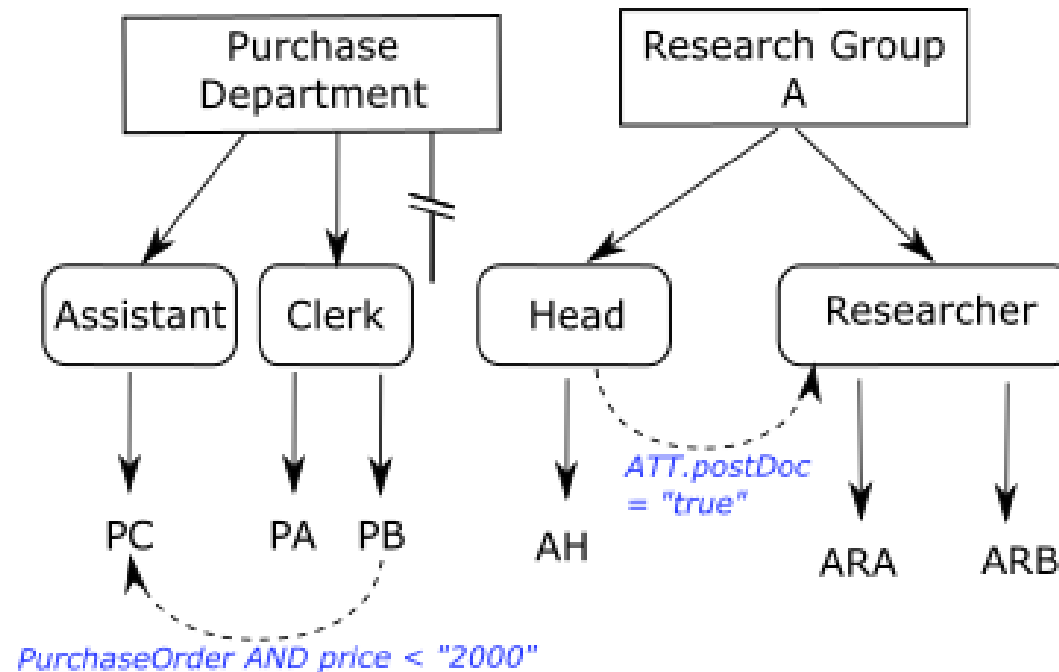 Purchase
Department
Research Group
A
Assistant
Clerk
Head
Researcher
ATT.postDoc
= "true"
PC
PA
PB
AH
ARA
ARB
PurchaseOrder AND price < "2000"